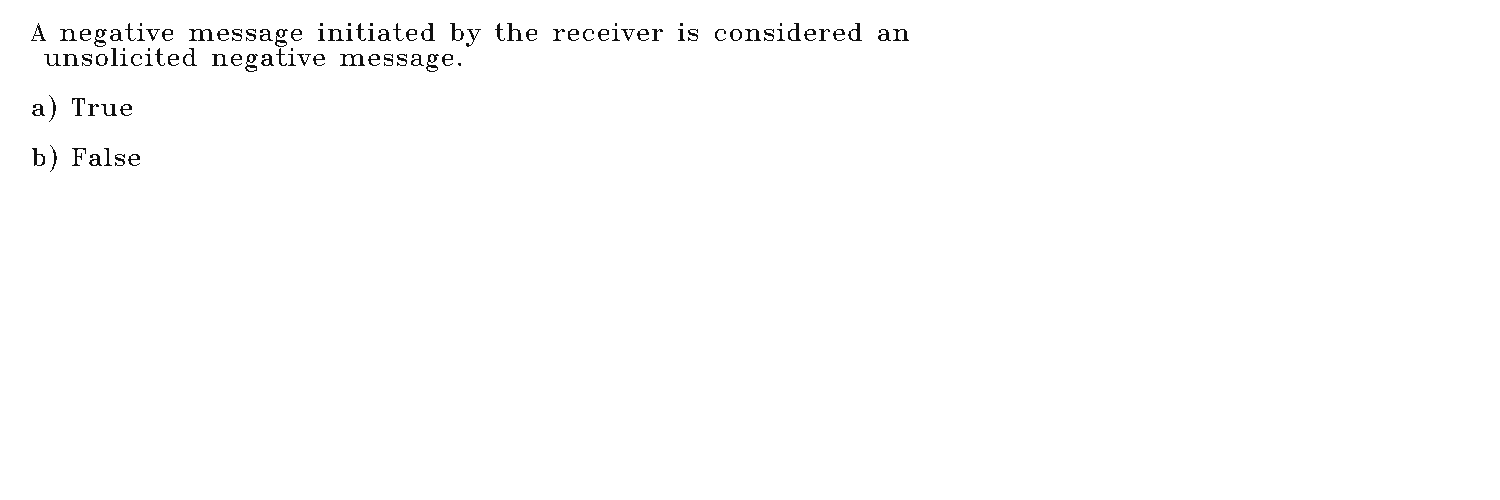 A negative message initiated by the receiver is considered an
unsolicited negative message.
a) True
b) False